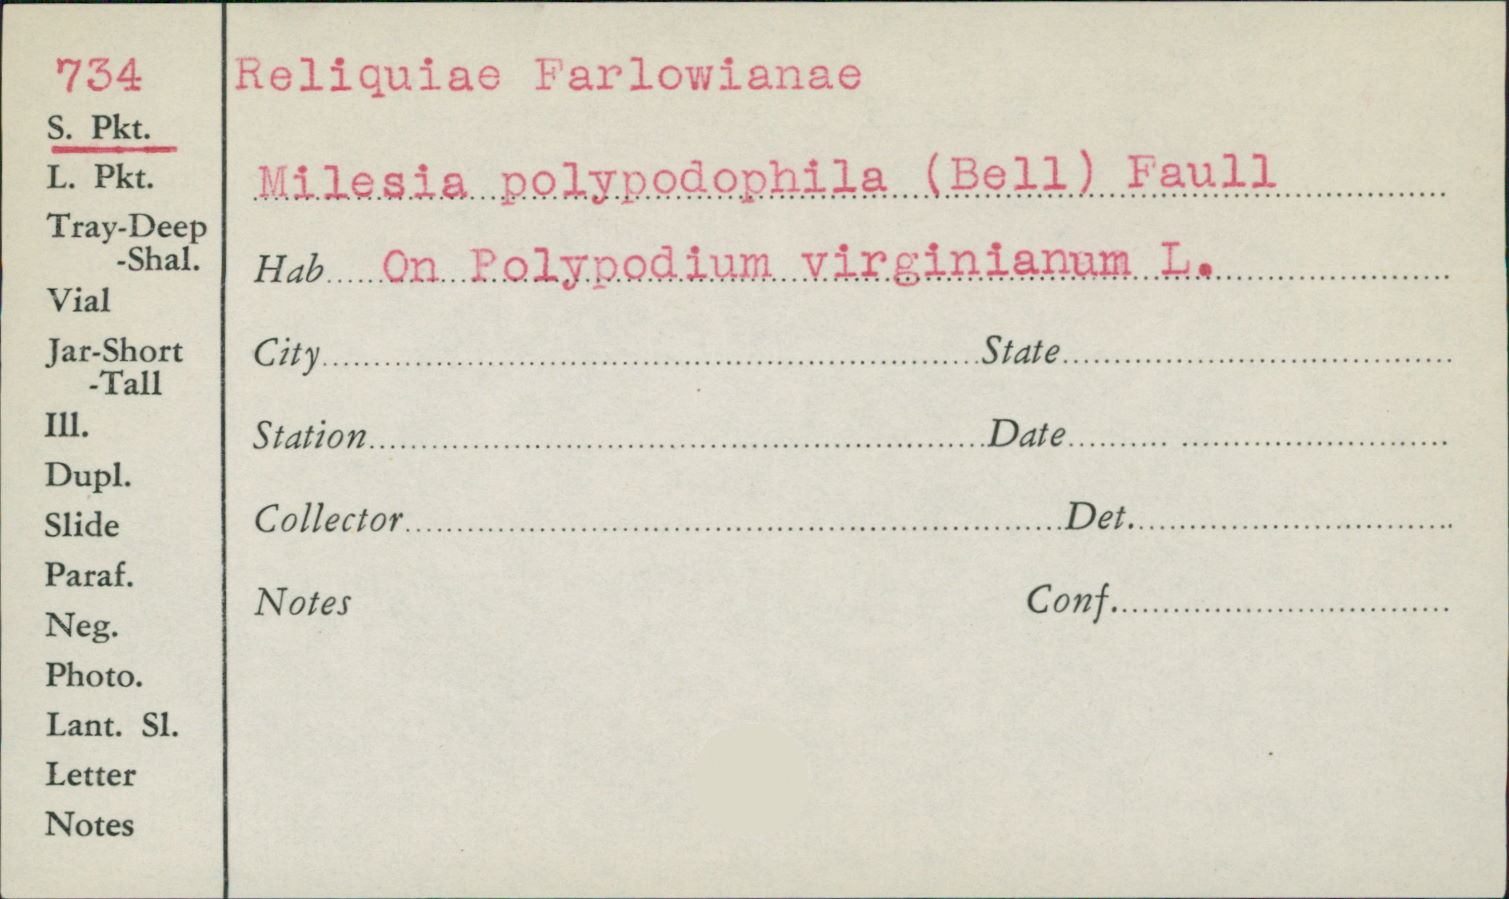 734
S. Pkt.
L. Pkt.
Tray-Deep
-Shal.
Vial
Jar-Short
-Tall
Ill.
Dupl.
Slide
Paraf.
Neg.
Photo.
Lant. Sl.
Letter
Notes
Reliquiae Farlowianae
Milesia polypodophila (Bell) Faull
Hab On Polypodium virginianum L.
City State
Station Date
Collector Det.
Notes Conf.